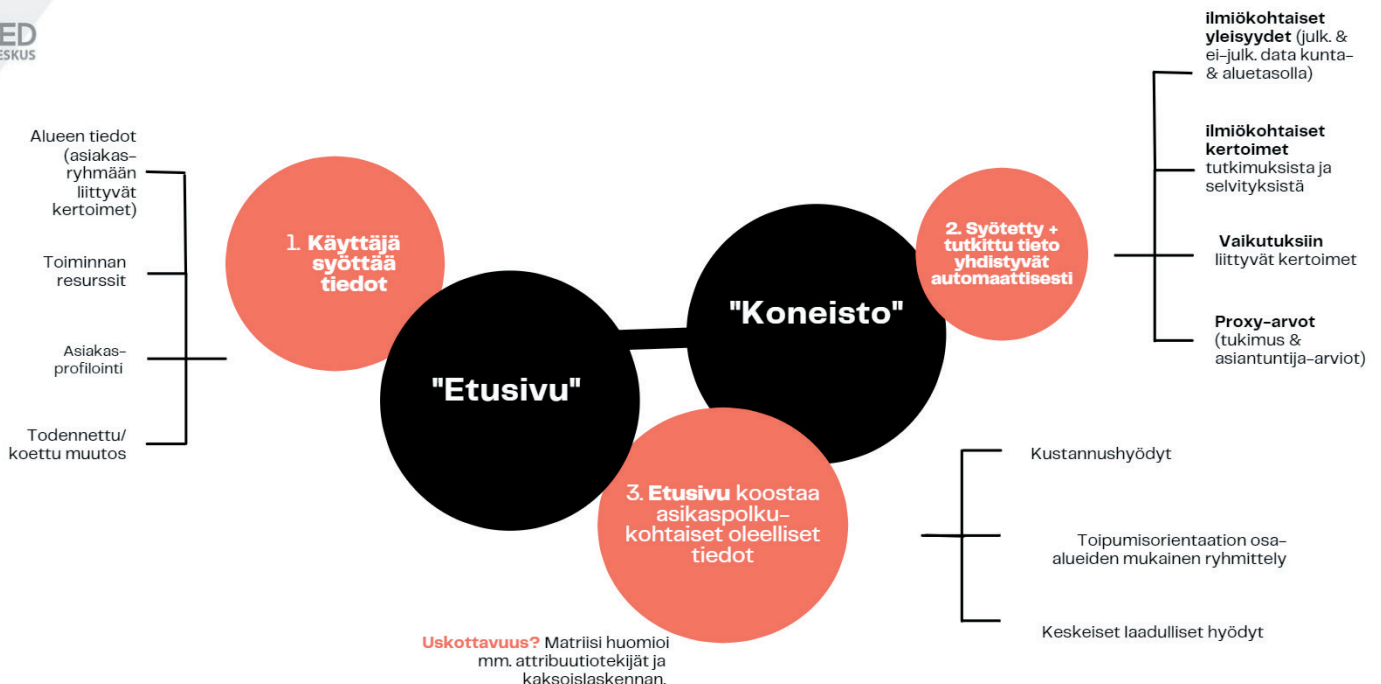 ED
ESKUS
Alueen tiedot
(asiakas-
ryhmään
liittyvät
kertoimet)
Toiminnan
resurssit
Asiakas-
profilointi
Todennettu/
koettu muutos
1. Käyttäjä
syöttää
tiedot
"Etusivu"
"Koneisto"
2. Syötetty +
tutkittu tieto
yhdistyvät
automaattisesti
ilmiökohtaiset
yleisyydet (julk. &
ei-julk. data kunta-
& aluetasolla)
ilmiökohtaiset
kertoimet
tutkimuksista ja
selvityksistä
Vaikutuksiin
liittyvät kertoimet
Proxy-arvot
(tukimus &
asiantuntija-arviot)
3. Etusivu koostaa
asikaspolku-
kohtaiset oleelliset
tiedot
Kustannushyödyt
Toipumisorientaation osa-
alueiden mukainen ryhmittely
Keskeiset laadulliset hyödyt
Uskottavuus? Matriisi huomioi
mm. attribuutiotekijät ja
kaksoislaskennan.